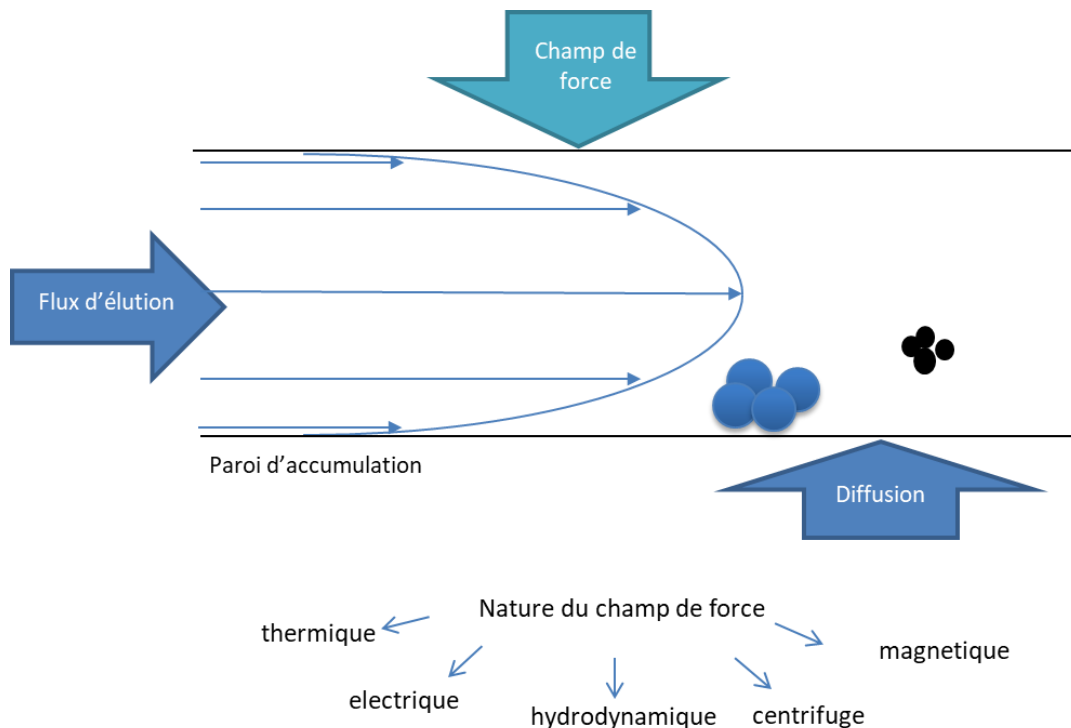 Champ de
force
Flux d'élution
Paroi d'accumulation
Diffusion
Nature du champ de force
thermique
magnetique
electrique
hydrodynamique
centrifuge